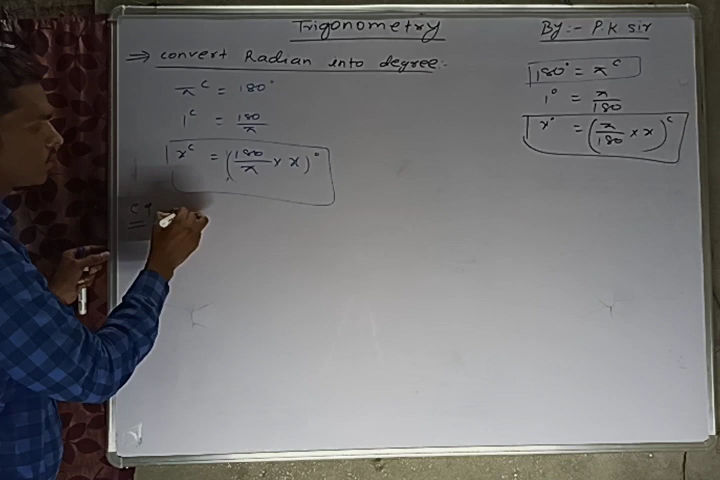 Trigonometry
By:- P.K sir
⇒ convert Radian into degree:-
π^c = 180°
1^c = 180/π
x^c = (180/π × x)°
180° = π^c
1° = π/180
x° = (π/180 × x)^c